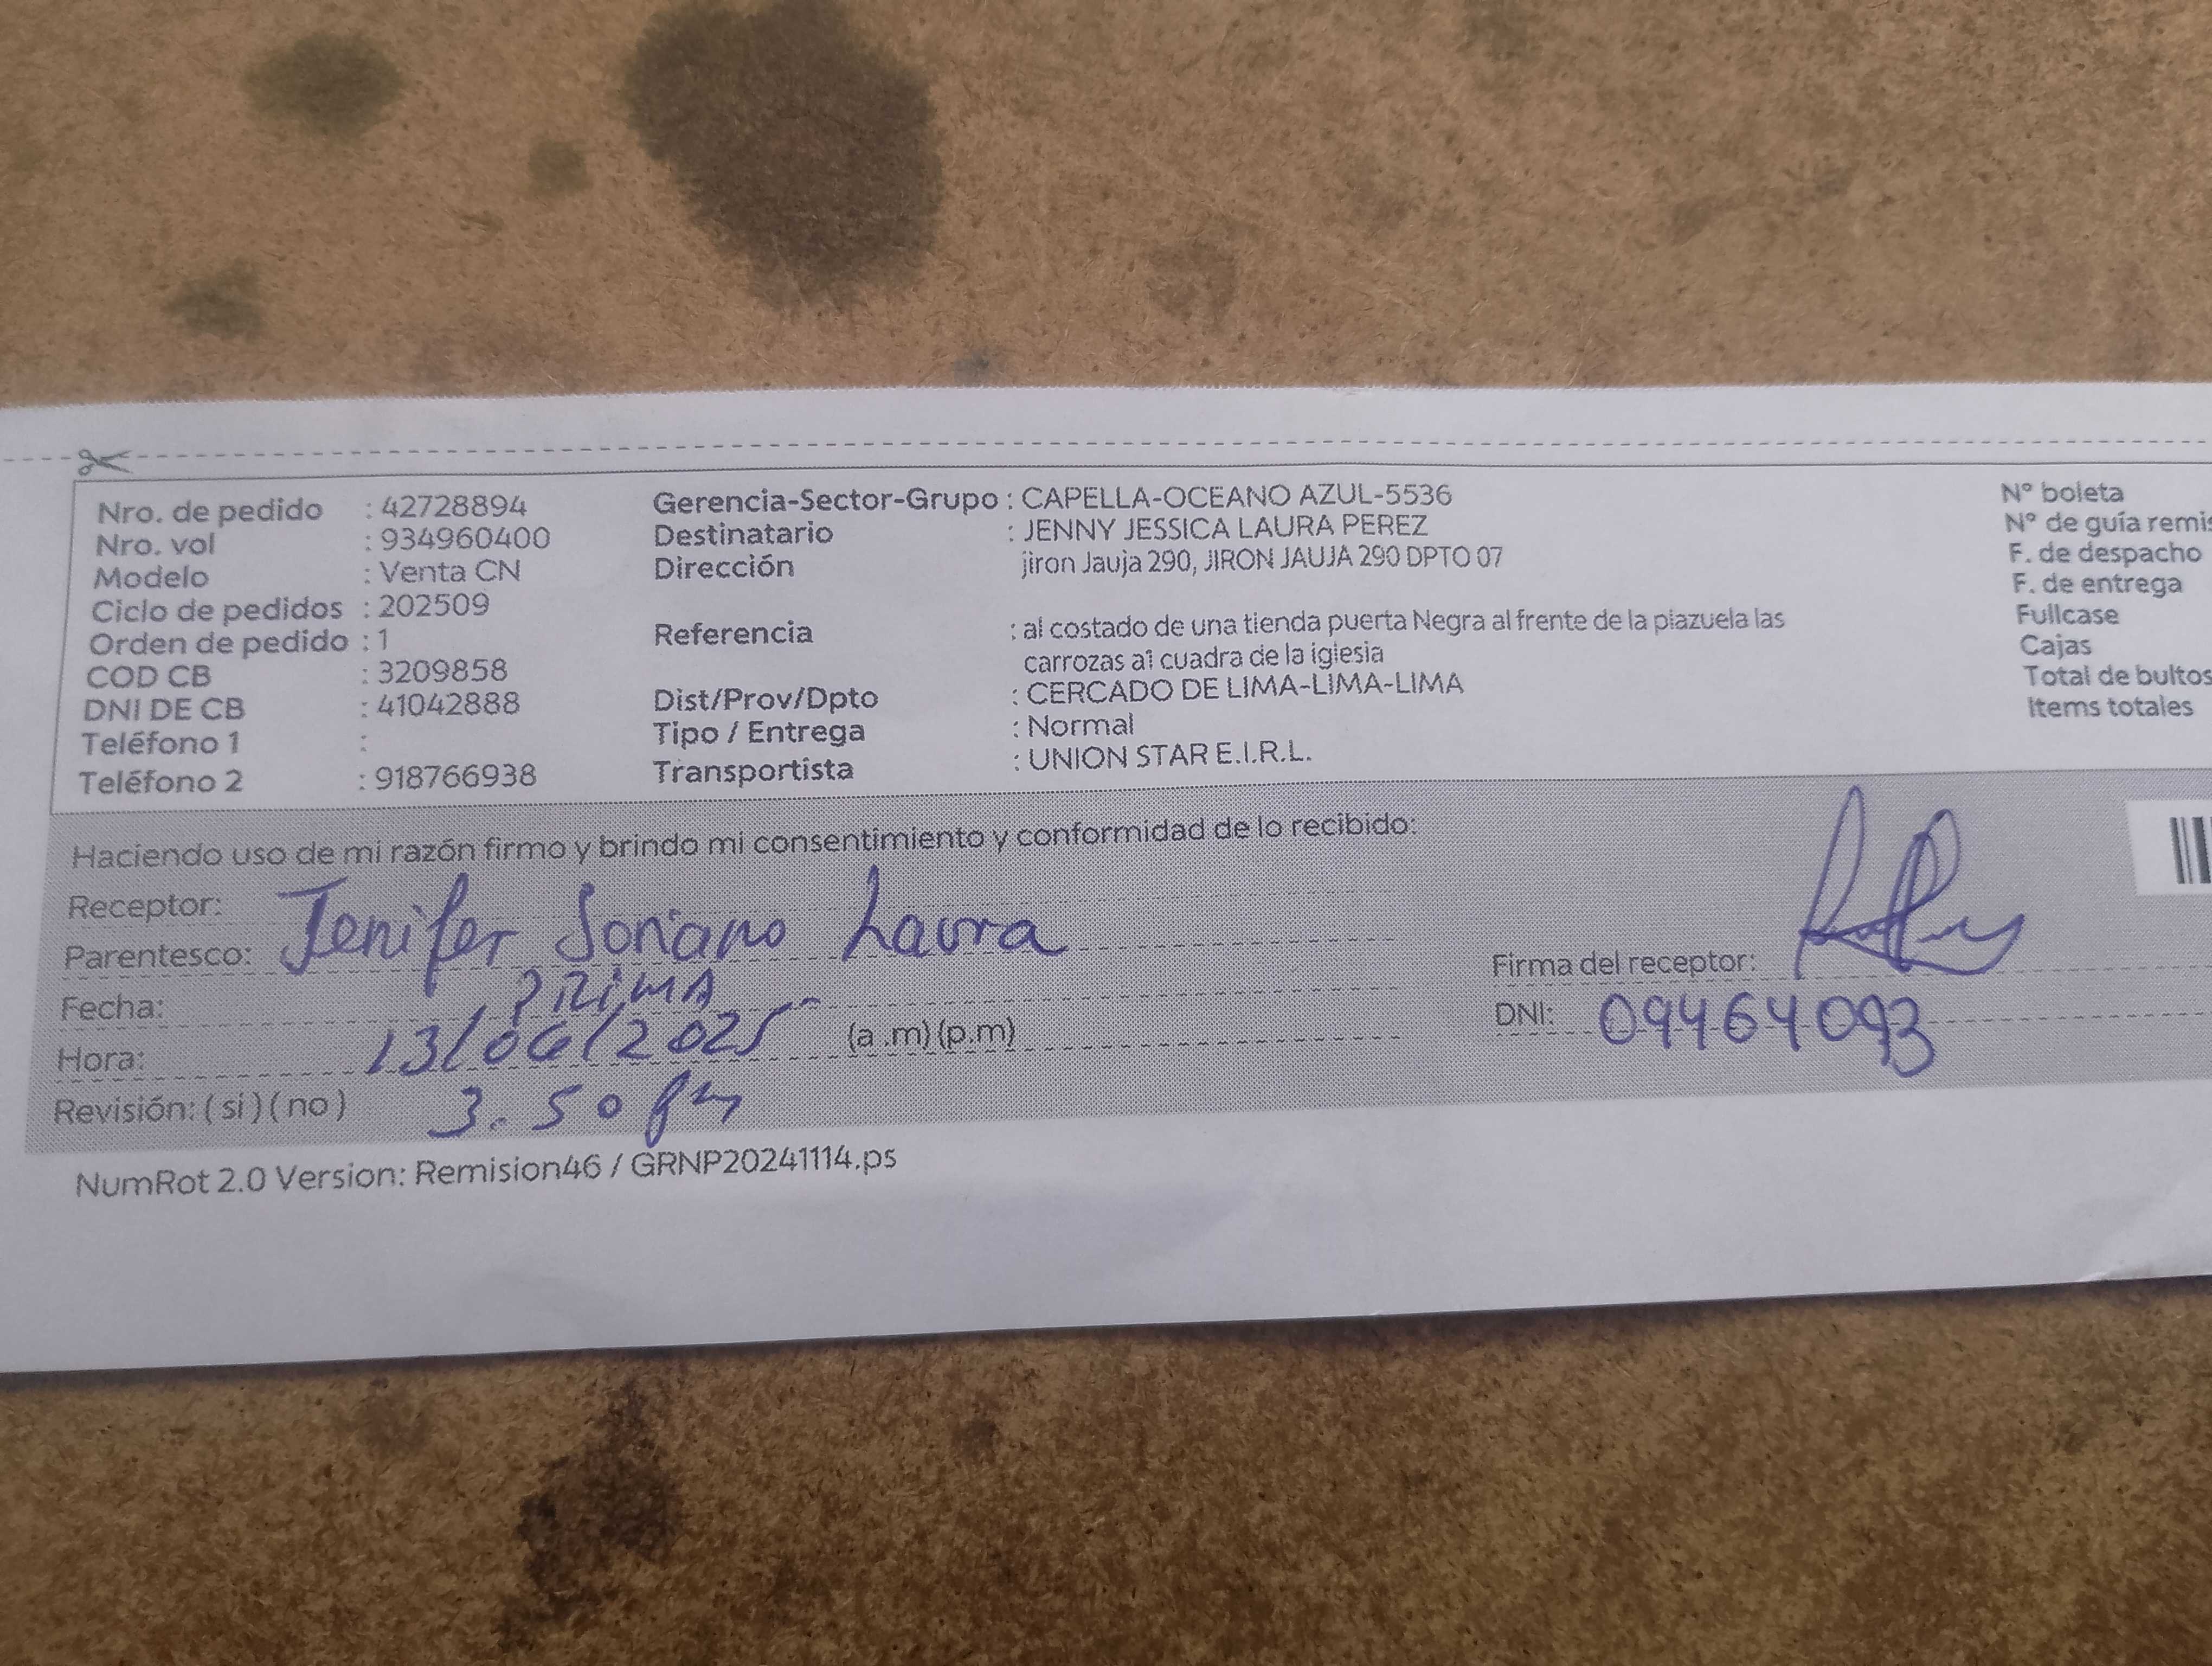 Nro. de pedido : 42728894 Gerencia-Sector-Grupo : CAPELLA-OCEANO AZUL-5536 N° boleta
Nro. vol : 934960400 Destinatario : JENNY JESSICA LAURA PEREZ N° de guía remis
Modelo : Venta CN Dirección jiron Jauja 290, JIRON JAUJA 290 DPTO 07 F. de despacho
Ciclo de pedidos : 202509 F. de entrega
Orden de pedido : 1 Referencia : al costado de una tienda puerta Negra al frente de la plazuela las Fullcase
COD CB : 3209858 carrozas a1 cuadra de la iglesia Cajas
DNI DE CB : 41042888 Dist/Prov/Dpto : CERCADO DE LIMA-LIMA-LIMA Total de bultos
Teléfono 1 : Tipo / Entrega : Normal Items totales
Teléfono 2 : 918766938 Transportista : UNION STAR E.I.R.L.
Haciendo uso de mi razón firmo y brindo mi consentimiento y conformidad de lo recibido:
Receptor: Jenifer Soriano Laura
Parentesco: PRIMA Firma del receptor:
Fecha: 13/06/2025 DNI: 09464093
Hora: 3.50 pm (a .m) (p.m)
Revisión: ( si ) ( no )
NumRot 2.0 Version: Remision46 / GRNP20241114.ps